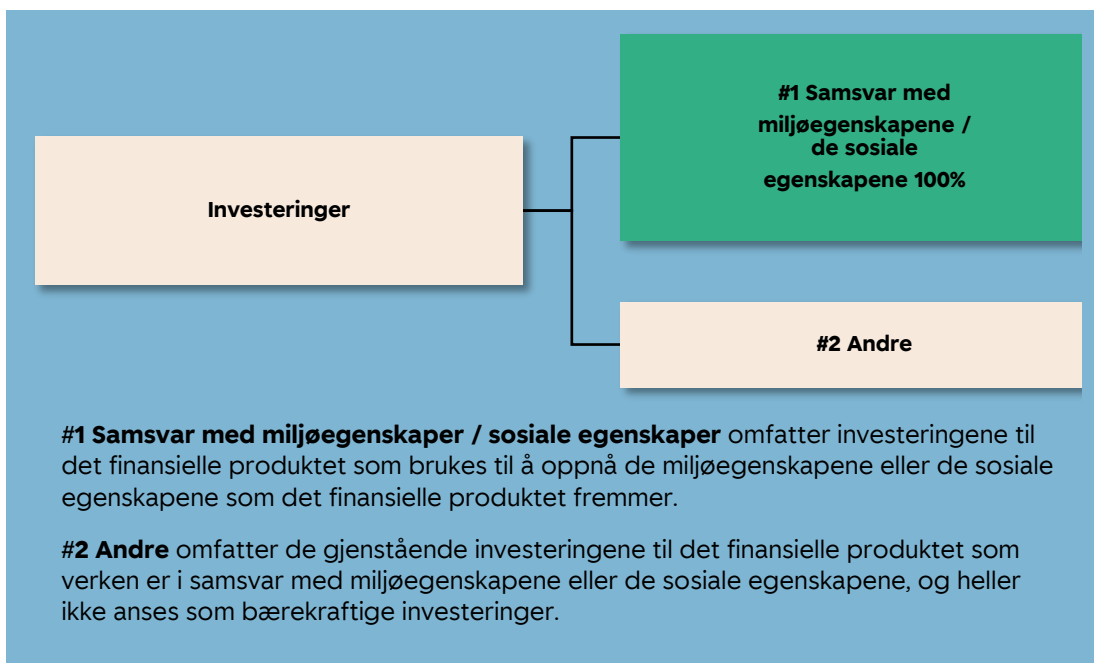 #1 Samsvar med
miljøegenskapene /
de sosiale
egenskapene 100%
Investeringer
#2 Andre
#1 Samsvar med miljøegenskaper / sosiale egenskaper omfatter investeringene til
det finansielle produktet som brukes til å oppnå de miljøegenskapene eller de sosiale
egenskapene som det finansielle produktet fremmer.
#2 Andre omfatter de gjenstående investeringene til det finansielle produktet som
verken er i samsvar med miljøegenskapene eller de sosiale egenskapene, og heller
ikke anses som bærekraftige investeringer.